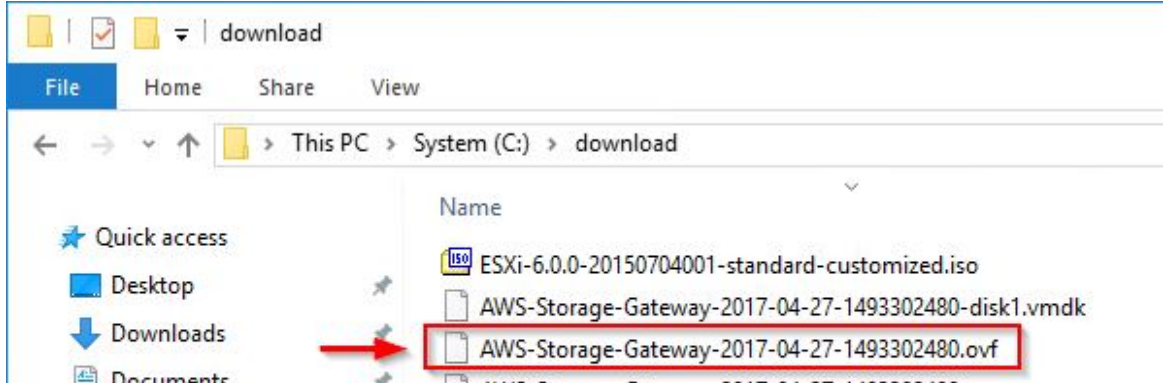 download
File Home Share View
This PC > System (C:) > download
Name
Quick access
ISO ESXi-6.0.0-20150704001-standard-customized.iso
Desktop
AWS-Storage-Gateway-2017-04-27-1493302480-disk1.vmdk
Downloads
AWS-Storage-Gateway-2017-04-27-1493302480.ovf
Documents